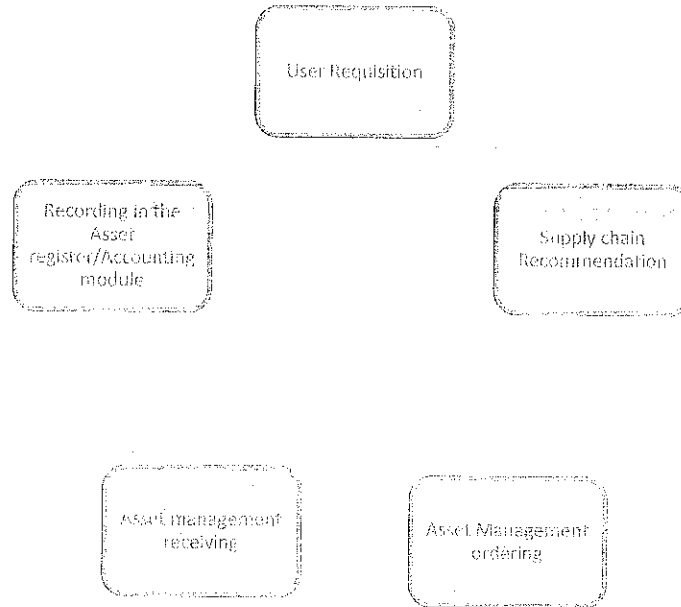 User Requisition
Supply chain
Recommendation
Asset Management
ordering
Asset management
receiving
Recording in the
Asset
register/Accounting
module